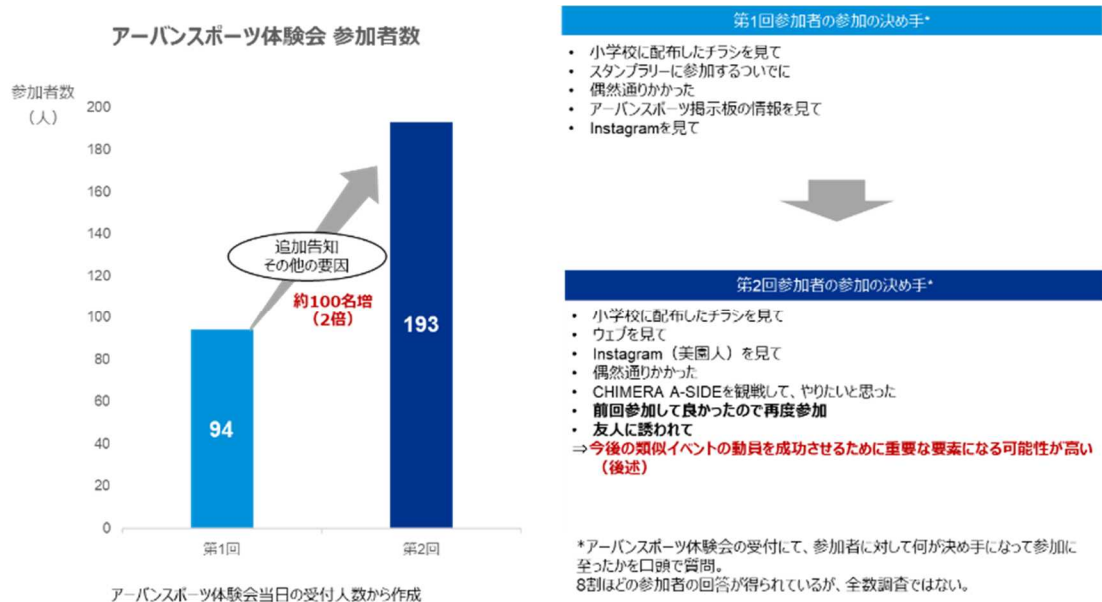 アーバンスポーツ体験会 参加者数
参加者数
（人）
200
180
160
140
120
100
80
60
40
20
0
追加告知
その他の要因
約100名増
（2倍）
94
193
第1回
第2回
アーバンスポーツ体験会当日の受付人数から作成
第1回参加者の参加の決め手*
• 小学校に配布したチラシを見て
• スタンプラリーに参加するついでに
• 偶然通りかかった
• アーバンスポーツ掲示板の情報を見て
• Instagramを見て
第2回参加者の参加の決め手*
• 小学校に配布したチラシを見て
• ウェブを見て
• Instagram（美園人）を見て
• 偶然通りかかった
• CHIMERA A-SIDEを観戦して、やりたいと思った
• 前回参加して良かったので再度参加
• 友人に誘われて
⇒今後の類似イベントの動員を成功させるために重要な要素になる可能性が高い
（後述）
*アーバンスポーツ体験会の受付にて、参加者に対して何が決め手になって参加に
至ったかを口頭で質問。
8割ほどの参加者の回答が得られているが、全数調査ではない。